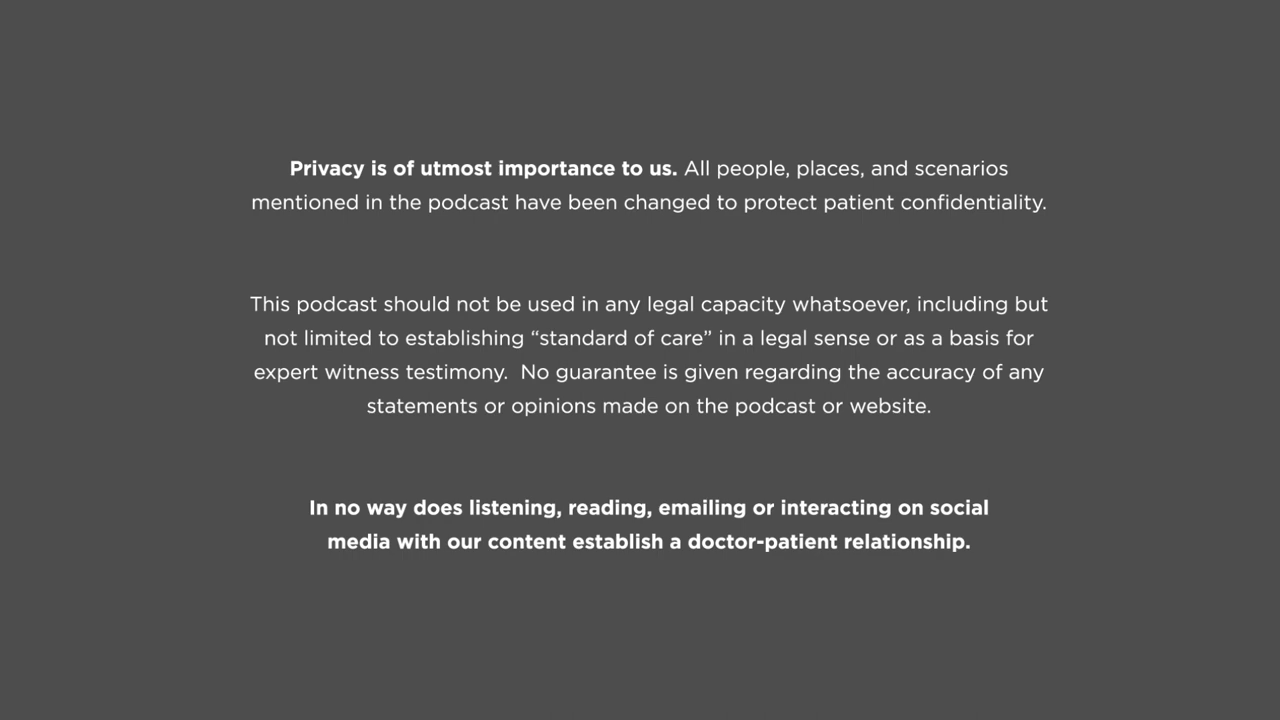 Privacy is of utmost importance to us. All people, places, and scenarios
mentioned in the podcast have been changed to protect patient confidentiality.
This podcast should not be used in any legal capacity whatsoever, including but
not limited to establishing “standard of care” in a legal sense or as a basis for
expert witness testimony.  No guarantee is given regarding the accuracy of any
statements or opinions made on the podcast or website.
In no way does listening, reading, emailing or interacting on social
media with our content establish a doctor-patient relationship.